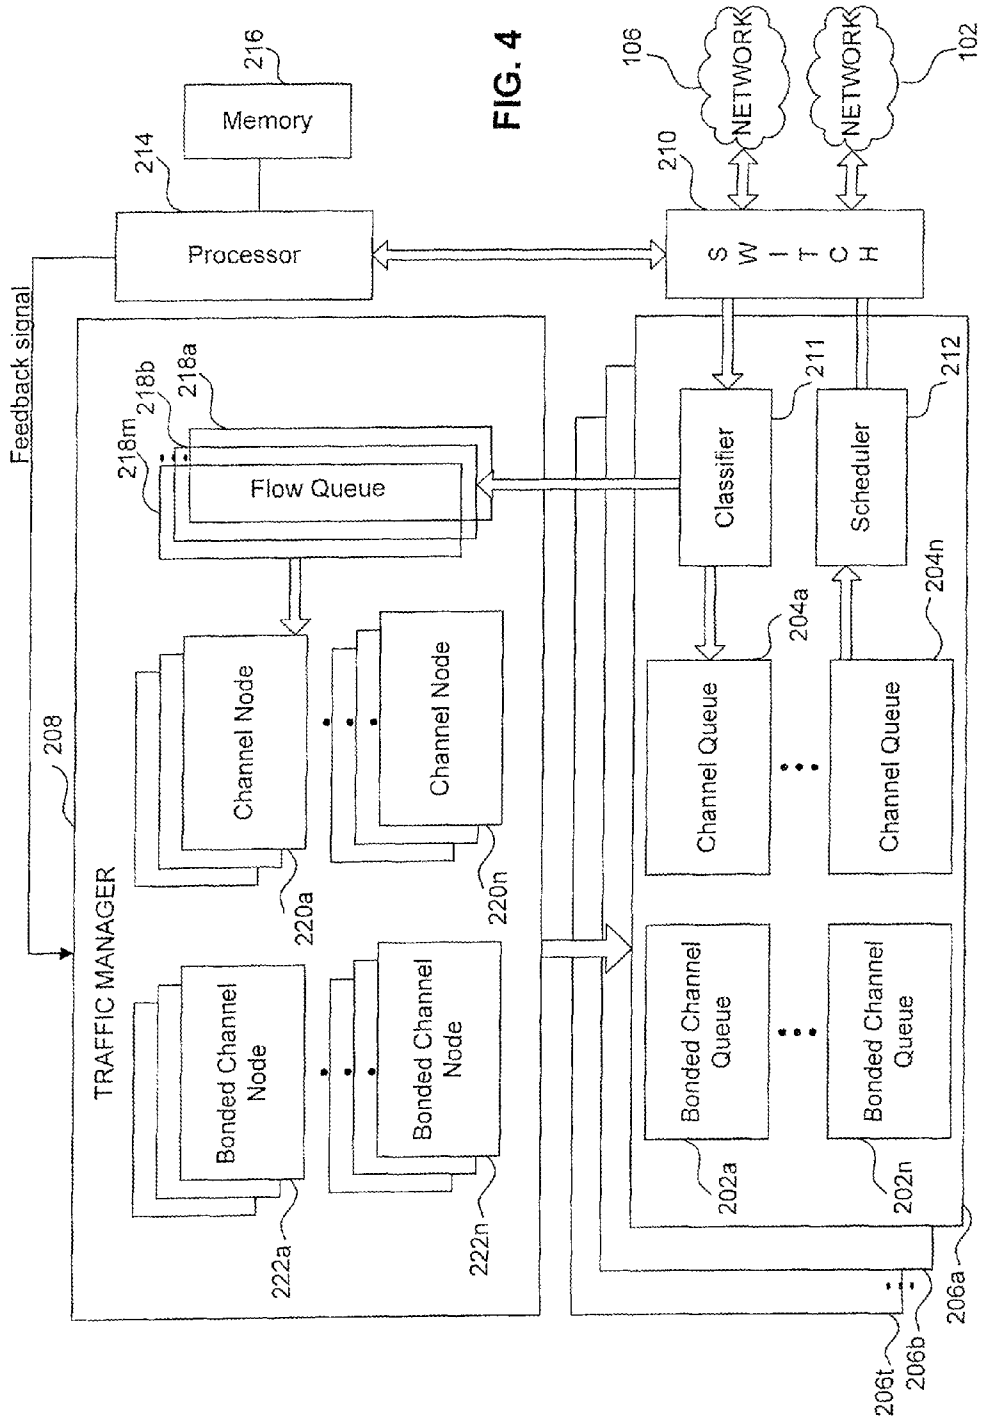 FIG. 4
216
Memory
214
Processor
Feedback signal
106
NETWORK
102
NETWORK
210
SWITCH
208
TRAFFIC MANAGER
218m
218b
218a
Flow Queue
Channel Node
220a
Channel Node
220n
Bonded Channel
Node
222a
Bonded Channel
Node
222n
211
Classifier
212
Scheduler
204a
Channel Queue
204n
Channel Queue
Bonded Channel
Queue
202a
Bonded Channel
Queue
202n
206a
206b
206t